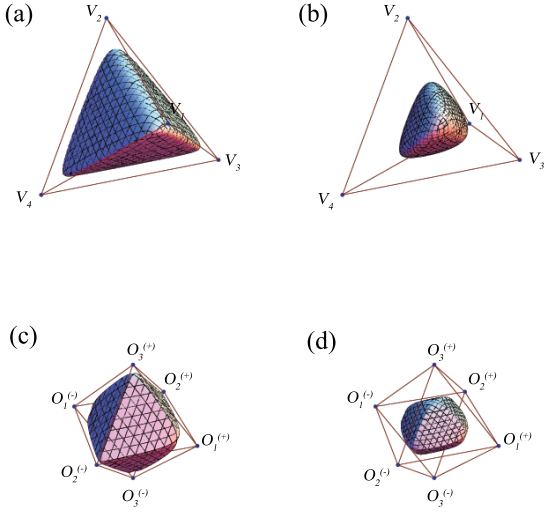 (a)
V₂
V₁
V₃
V₄
(b)
V₂
V₁
V₃
V₄
(c)
O₃⁽⁺⁾
O₂⁽⁺⁾
O₁⁽⁻⁾
O₁⁽⁺⁾
O₂⁽⁻⁾
O₃⁽⁻⁾
(d)
O₃⁽⁺⁾
O₂⁽⁺⁾
O₁⁽⁻⁾
O₁⁽⁺⁾
O₂⁽⁻⁾
O₃⁽⁻⁾